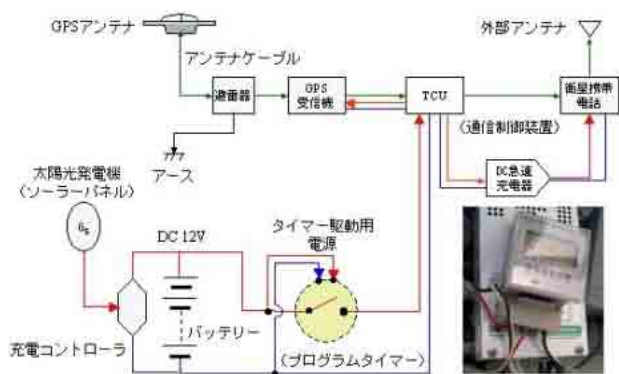 GPSアンテナ
外部アンテナ
アンテナケーブル
避雷器
GPS
受信機
TCU
衛星携帯
電話
(通信制御装置)
アース
DC急速
充電器
太陽光発電機
(ソーラーパネル)
DC 12V
タイマー駆動用
電源
バッテリー
充電コントローラ
(プログラムタイマー)